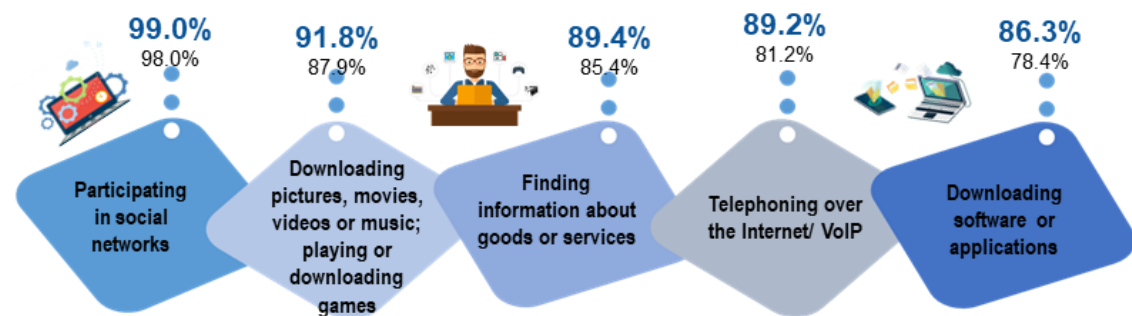 99.0%
98.0%
91.8%
87.9%
89.4%
85.4%
89.2%
81.2%
86.3%
78.4%
Participating
in social
networks
Downloading
pictures, movies,
videos or music;
playing or
downloading
games
Finding
information about
goods or services
Telephoning over
the Internet/ VoIP
Downloading
software or
applications